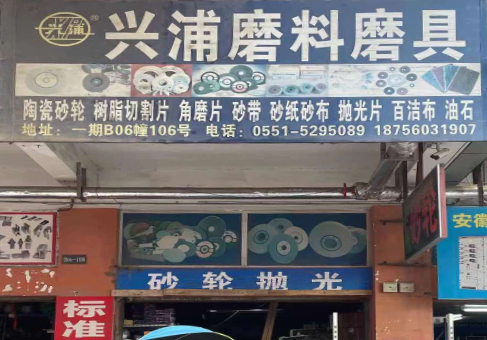 兴浦磨料磨具
陶瓷砂轮 树脂切割片 角磨片 砂带 砂纸砂布 抛光片 百洁布 油石
地址：一期B06幢106号 电话：0551-5295089 18756031907
砂轮抛光
标准
安徽